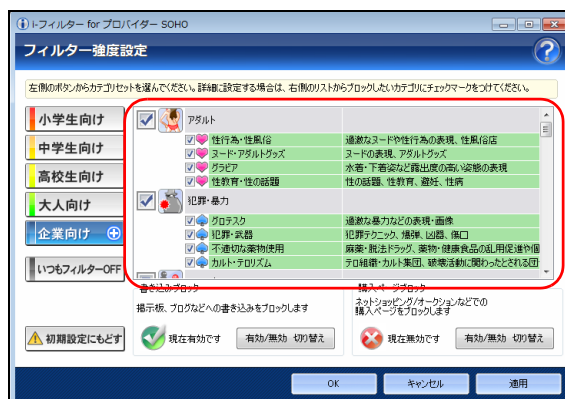 i-フィルター for プロバイダー SOHO
フィルター強度設定
?
左側のボタンからカテゴリセットを選んでください。詳細に設定する場合は、右側のリストからブロックしたいカテゴリにチェックマークをつけてください。
小学生向け
中学生向け
高校生向け
大人向け
企業向け
いつもフィルターOFF
初期設定にもどす
アダルト
性行為・性風俗 過激なヌードや性行為の表現、性風俗店
ヌード・アダルトグッズ ヌードの表現、アダルトグッズ
グラビア 水着・下着姿など露出度の高い姿態の表現
性教育・性の話題 性の話題、性教育、避妊、性病
犯罪・暴力
グロテスク 過激な暴力などの表現・画像
犯罪・武器 犯罪テクニック、爆弾、凶器、傷口
不適切な薬物使用 麻薬・脱法ドラッグ、薬物・健康食品の乱用促進や個
カルト・テロリズム テロ組織・カルト集団、破壊活動に関わったとされる団
書き込みブロック
掲示板、ブログなどへの書き込みをブロックします
現在有効です
有効/無効 切り替え
購入ページブロック
ネットショッピング/オークションなどでの
購入ページをブロックします
現在無効です
有効/無効 切り替え
OK
キャンセル
適用